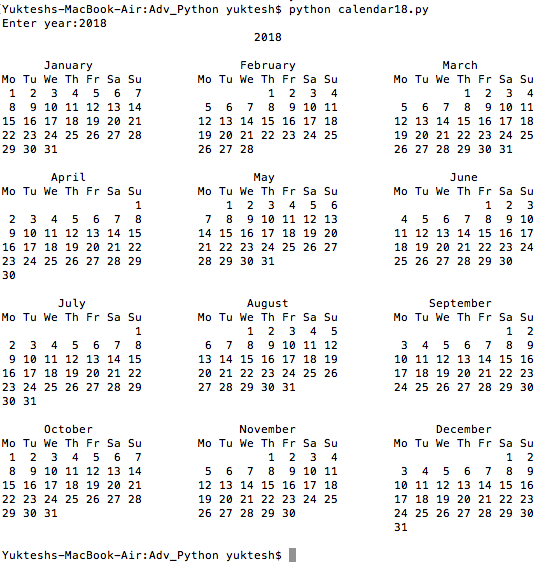 (Yukteshs-MacBook-Air:Adv_Python yuktesh$ python calendar18.py
Enter year:2018
                                    2018

      January                     February                     March
Mo Tu We Th Fr Sa Su        Mo Tu We Th Fr Sa Su        Mo Tu We Th Fr Sa Su
 1  2  3  4  5  6  7                  1  2  3  4                  1  2  3  4
 8  9 10 11 12 13 14         5  6  7  8  9 10 11         5  6  7  8  9 10 11
15 16 17 18 19 20 21        12 13 14 15 16 17 18        12 13 14 15 16 17 18
22 23 24 25 26 27 28        19 20 21 22 23 24 25        19 20 21 22 23 24 25
29 30 31                    26 27 28                    26 27 28 29 30 31

       April                        May                         June
Mo Tu We Th Fr Sa Su        Mo Tu We Th Fr Sa Su        Mo Tu We Th Fr Sa Su
                   1            1  2  3  4  5  6                     1  2  3
 2  3  4  5  6  7  8         7  8  9 10 11 12 13         4  5  6  7  8  9 10
 9 10 11 12 13 14 15        14 15 16 17 18 19 20        11 12 13 14 15 16 17
16 17 18 19 20 21 22        21 22 23 24 25 26 27        18 19 20 21 22 23 24
23 24 25 26 27 28 29        28 29 30 31                 25 26 27 28 29 30
30

        July                       August                    September
Mo Tu We Th Fr Sa Su        Mo Tu We Th Fr Sa Su        Mo Tu We Th Fr Sa Su
                   1               1  2  3  4  5                        1  2
 2  3  4  5  6  7  8         6  7  8  9 10 11 12         3  4  5  6  7  8  9
 9 10 11 12 13 14 15        13 14 15 16 17 18 19        10 11 12 13 14 15 16
16 17 18 19 20 21 22        20 21 22 23 24 25 26        17 18 19 20 21 22 23
23 24 25 26 27 28 29        27 28 29 30 31              24 25 26 27 28 29 30
30 31

      October                     November                    December
Mo Tu We Th Fr Sa Su        Mo Tu We Th Fr Sa Su        Mo Tu We Th Fr Sa Su
 1  2  3  4  5  6  7                  1  2  3  4                        1  2
 8  9 10 11 12 13 14         5  6  7  8  9 10 11         3  4  5  6  7  8  9
15 16 17 18 19 20 21        12 13 14 15 16 17 18        10 11 12 13 14 15 16
22 23 24 25 26 27 28        19 20 21 22 23 24 25        17 18 19 20 21 22 23
29 30 31                    26 27 28 29 30              24 25 26 27 28 29 30
                                                        31

Yukteshs-MacBook-Air:Adv_Python yuktesh$